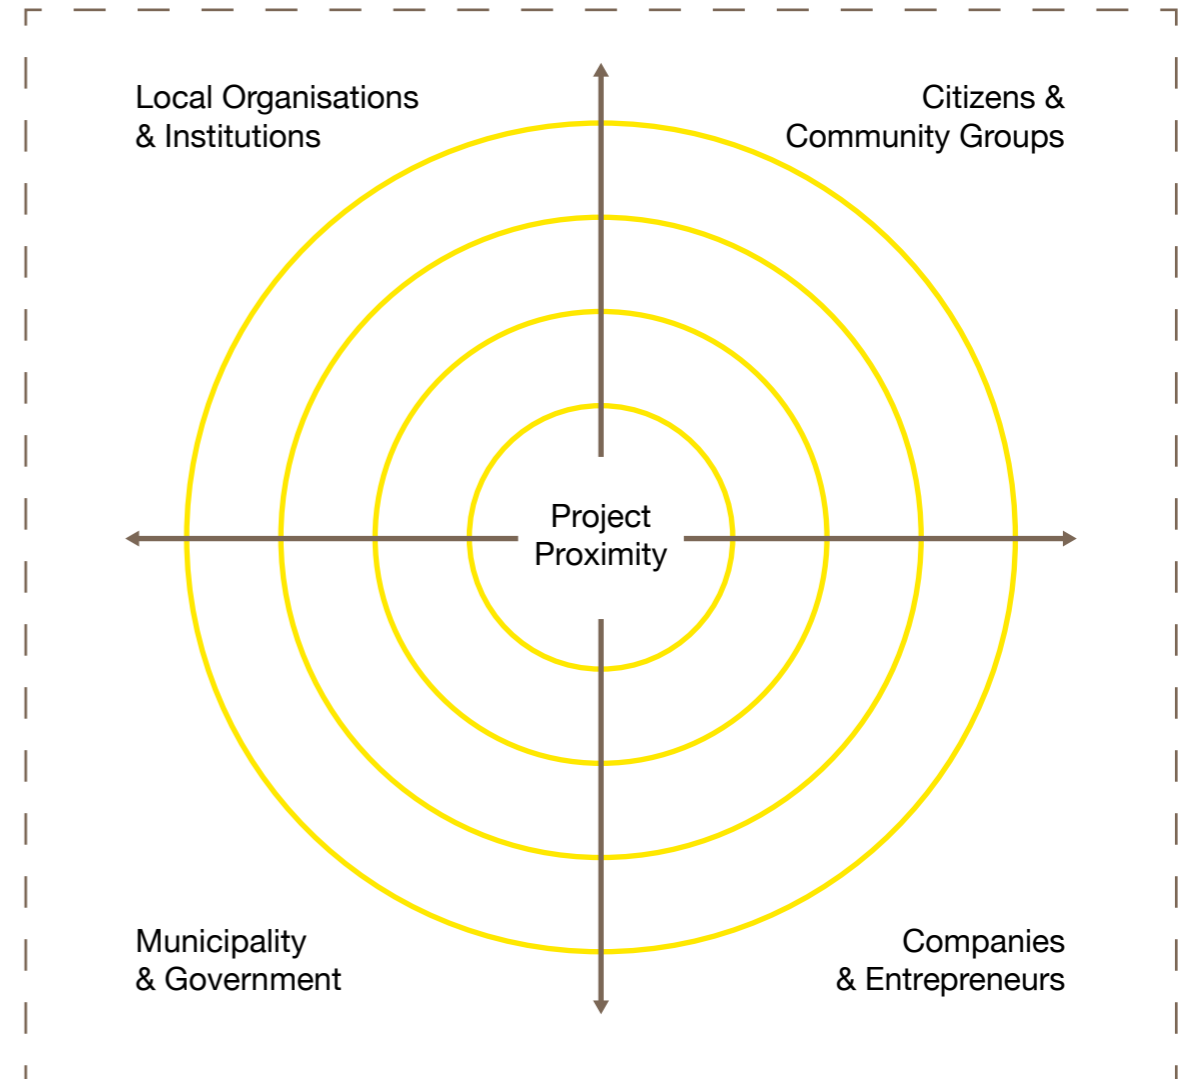 Local Organisations
& Institutions
Citizens &
Community Groups
Project
Proximity
Municipality
& Government
Companies
& Entrepreneurs